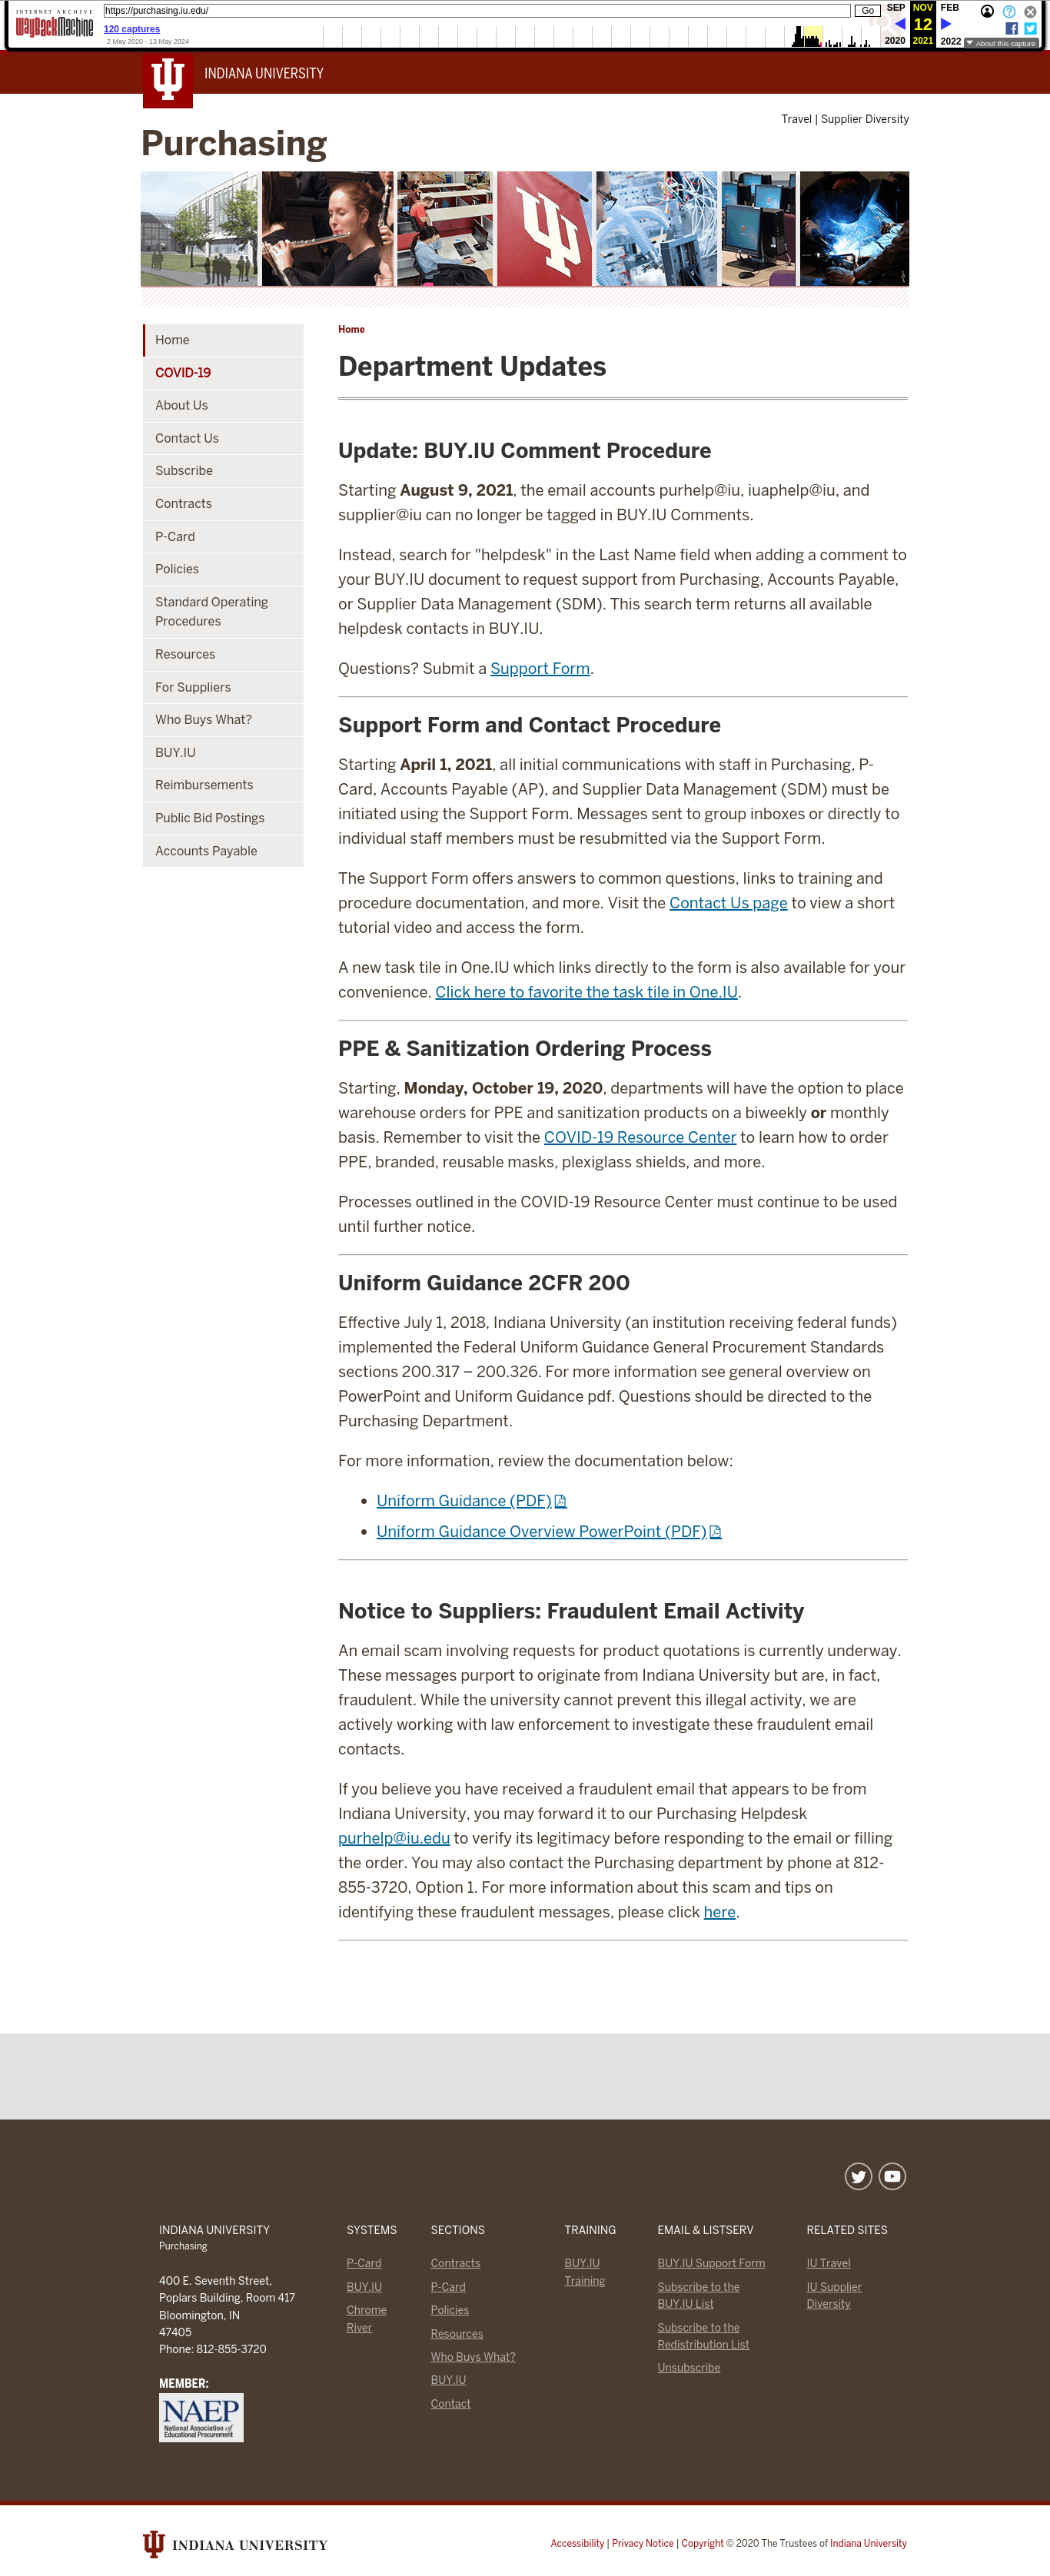 INTERNET ARCHIVE
WayBackMachine
https://purchasing.iu.edu/
Go
120 captures
2 May 2020 - 13 May 2024
SEP NOV FEB
12
2020 2021 2022
About this capture
INDIANA UNIVERSITY
Travel | Supplier Diversity
Purchasing
Home
COVID-19
About Us
Contact Us
Subscribe
Contracts
P-Card
Policies
Standard Operating
Procedures
Resources
For Suppliers
Who Buys What?
BUY.IU
Reimbursements
Public Bid Postings
Accounts Payable
Home
Department Updates
Update: BUY.IU Comment Procedure
Starting August 9, 2021, the email accounts purhelp@iu, iuaphelp@iu, and
supplier@iu can no longer be tagged in BUY.IU Comments.
Instead, search for "helpdesk" in the Last Name field when adding a comment to
your BUY.IU document to request support from Purchasing, Accounts Payable,
or Supplier Data Management (SDM). This search term returns all available
helpdesk contacts in BUY.IU.
Questions? Submit a Support Form.
Support Form and Contact Procedure
Starting April 1, 2021, all initial communications with staff in Purchasing, P-
Card, Accounts Payable (AP), and Supplier Data Management (SDM) must be
initiated using the Support Form. Messages sent to group inboxes or directly to
individual staff members must be resubmitted via the Support Form.
The Support Form offers answers to common questions, links to training and
procedure documentation, and more. Visit the Contact Us page to view a short
tutorial video and access the form.
A new task tile in One.IU which links directly to the form is also available for your
convenience. Click here to favorite the task tile in One.IU.
PPE & Sanitization Ordering Process
Starting, Monday, October 19, 2020, departments will have the option to place
warehouse orders for PPE and sanitization products on a biweekly or monthly
basis. Remember to visit the COVID-19 Resource Center to learn how to order
PPE, branded, reusable masks, plexiglass shields, and more.
Processes outlined in the COVID-19 Resource Center must continue to be used
until further notice.
Uniform Guidance 2CFR 200
Effective July 1, 2018, Indiana University (an institution receiving federal funds)
implemented the Federal Uniform Guidance General Procurement Standards
sections 200.317 – 200.326. For more information see general overview on
PowerPoint and Uniform Guidance pdf. Questions should be directed to the
Purchasing Department.
For more information, review the documentation below:
• Uniform Guidance (PDF)
• Uniform Guidance Overview PowerPoint (PDF)
Notice to Suppliers: Fraudulent Email Activity
An email scam involving requests for product quotations is currently underway.
These messages purport to originate from Indiana University but are, in fact,
fraudulent. While the university cannot prevent this illegal activity, we are
actively working with law enforcement to investigate these fraudulent email
contacts.
If you believe you have received a fraudulent email that appears to be from
Indiana University, you may forward it to our Purchasing Helpdesk
purhelp@iu.edu to verify its legitimacy before responding to the email or filling
the order. You may also contact the Purchasing department by phone at 812-
855-3720, Option 1. For more information about this scam and tips on
identifying these fraudulent messages, please click here.
INDIANA UNIVERSITY
Purchasing
400 E. Seventh Street,
Poplars Building, Room 417
Bloomington, IN
47405
Phone: 812-855-3720
MEMBER:
NAEP
National Association of
Educational Procurement
SYSTEMS
P-Card
BUY.IU
Chrome
River
SECTIONS
Contracts
P-Card
Policies
Resources
Who Buys What?
BUY.IU
Contact
TRAINING
BUY.IU
Training
EMAIL & LISTSERV
BUY.IU Support Form
Subscribe to the
BUY.IU List
Subscribe to the
Redistribution List
Unsubscribe
RELATED SITES
IU Travel
IU Supplier
Diversity
INDIANA UNIVERSITY
Accessibility | Privacy Notice | Copyright © 2020 The Trustees of Indiana University